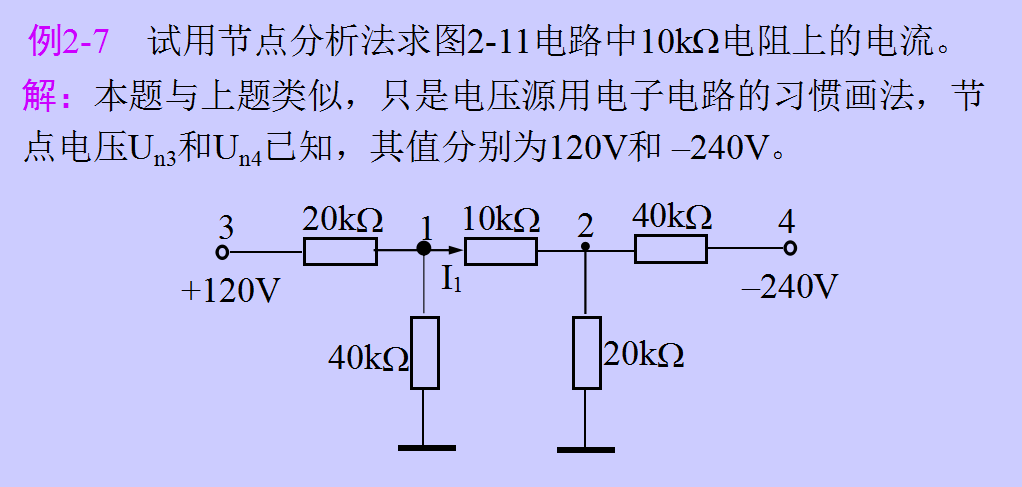 例2-7 试用节点分析法求图2-11电路中10kΩ电阻上的电流。
解：本题与上题类似，只是电压源用电子电路的习惯画法，节
点电压Un3和Un4已知，其值分别为120V和 –240V。
3 20kΩ 1 10kΩ 2 40kΩ 4
+120V I1 –240V
40kΩ 20kΩ